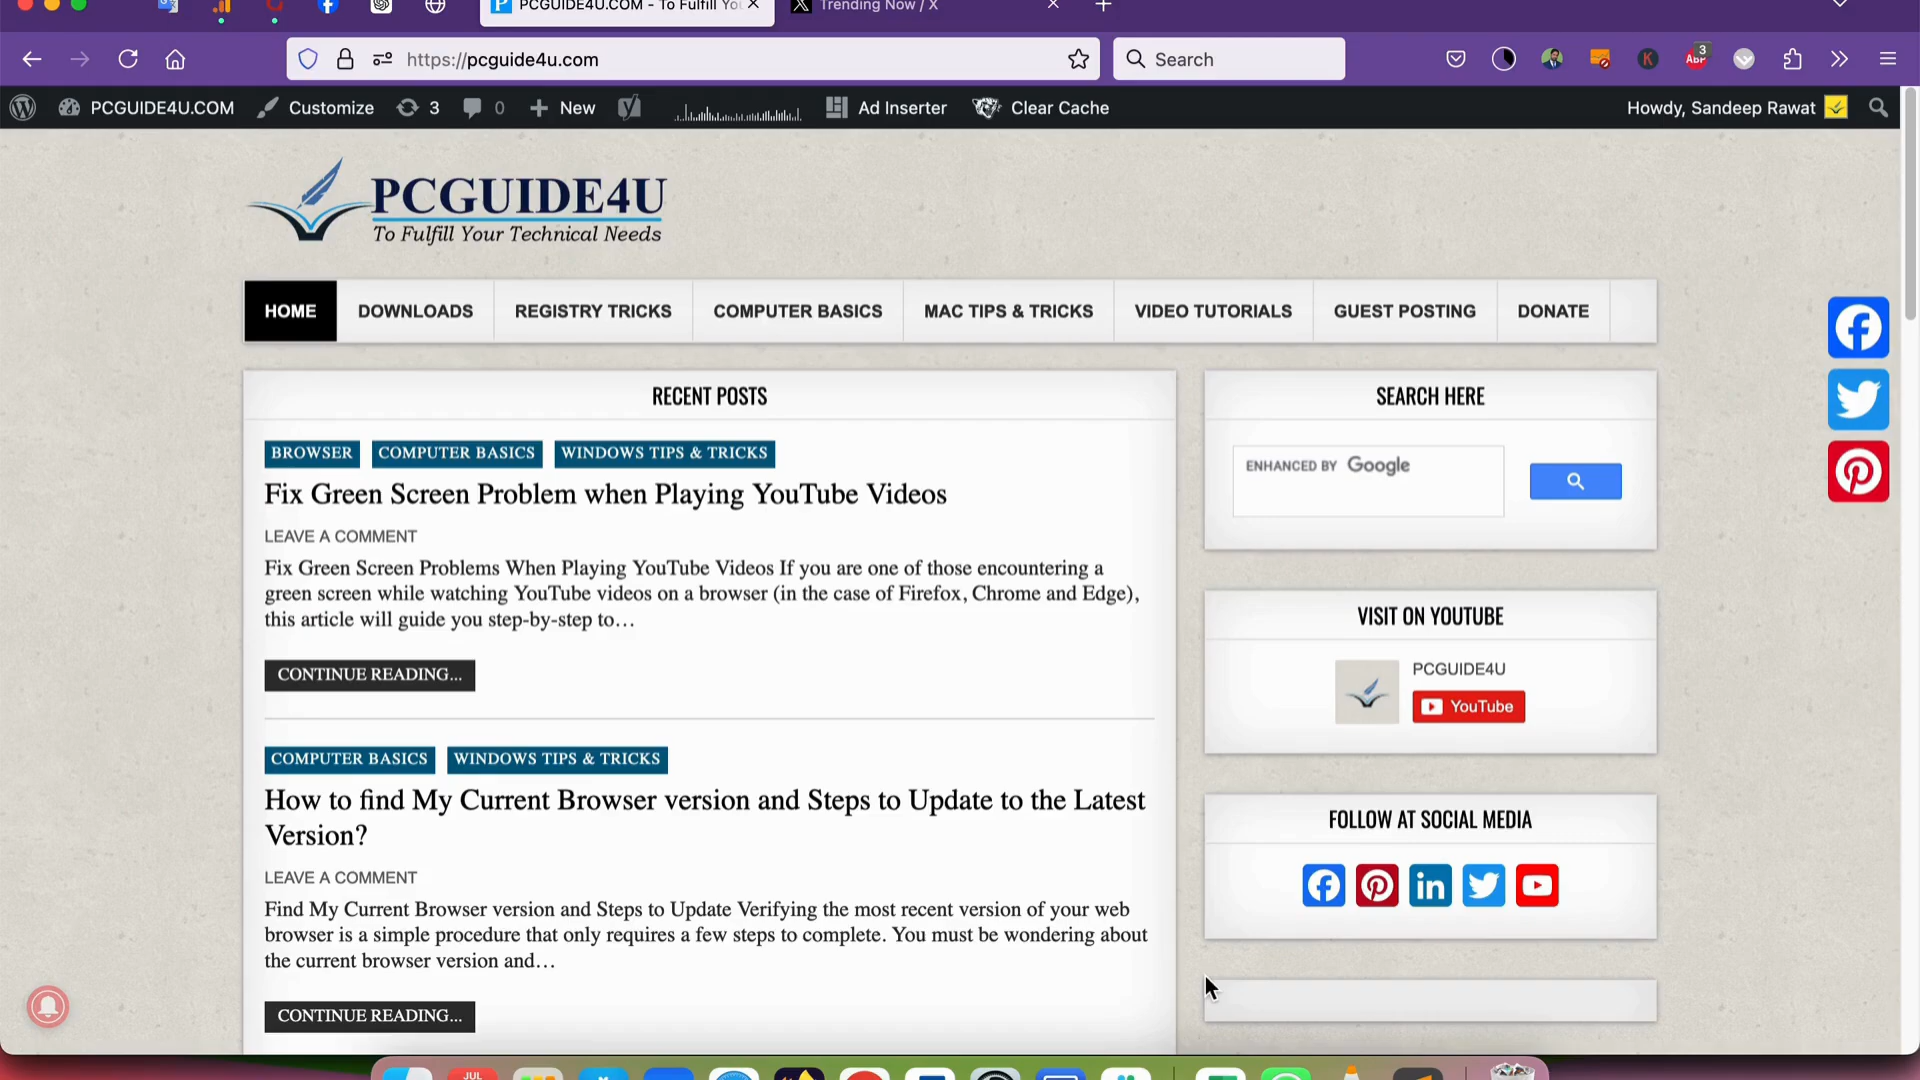 PCGUIDE4U.COM - To Fulfill You
Trending Now / X
https://pcguide4u.com
Search
3
ABP
K
PCGUIDE4U.COM
Customize
3
0
New
Ad Inserter
Clear Cache
Howdy, Sandeep Rawat
PCGUIDE4U
To Fulfill Your Technical Needs
HOME
DOWNLOADS
REGISTRY TRICKS
COMPUTER BASICS
MAC TIPS & TRICKS
VIDEO TUTORIALS
GUEST POSTING
DONATE
RECENT POSTS
BROWSER
COMPUTER BASICS
WINDOWS TIPS & TRICKS
Fix Green Screen Problem when Playing YouTube Videos
LEAVE A COMMENT
Fix Green Screen Problems When Playing YouTube Videos If you are one of those encountering a
green screen while watching YouTube videos on a browser (in the case of Firefox, Chrome and Edge),
this article will guide you step-by-step to…
CONTINUE READING...
COMPUTER BASICS
WINDOWS TIPS & TRICKS
How to find My Current Browser version and Steps to Update to the Latest
Version?
LEAVE A COMMENT
Find My Current Browser version and Steps to Update Verifying the most recent version of your web
browser is a simple procedure that only requires a few steps to complete. You must be wondering about
the current browser version and…
CONTINUE READING...
SEARCH HERE
ENHANCED BY Google
VISIT ON YOUTUBE
PCGUIDE4U
YouTube
FOLLOW AT SOCIAL MEDIA
JUL